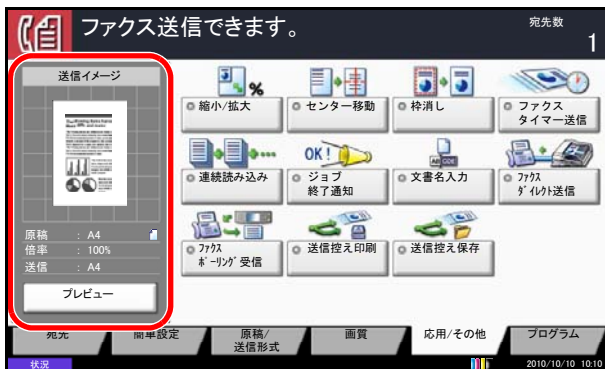 ファクス送信できます。
宛先数
1
送信イメージ
原稿 : A4
倍率 : 100%
送信 : A4
プレビュー
%
縮小/拡大
センター移動
枠消し
ファクス
タイマー送信
連続読み込み
OK!
ジョブ
終了通知
ABCDE
文書名入力
ファクス
ダイレクト送信
ファクス
ポーリング受信
送信控え印刷
送信控え保存
宛先
簡単設定
原稿/
送信形式
画質
応用/その他
プログラム
状況
2010/10/10 10:10